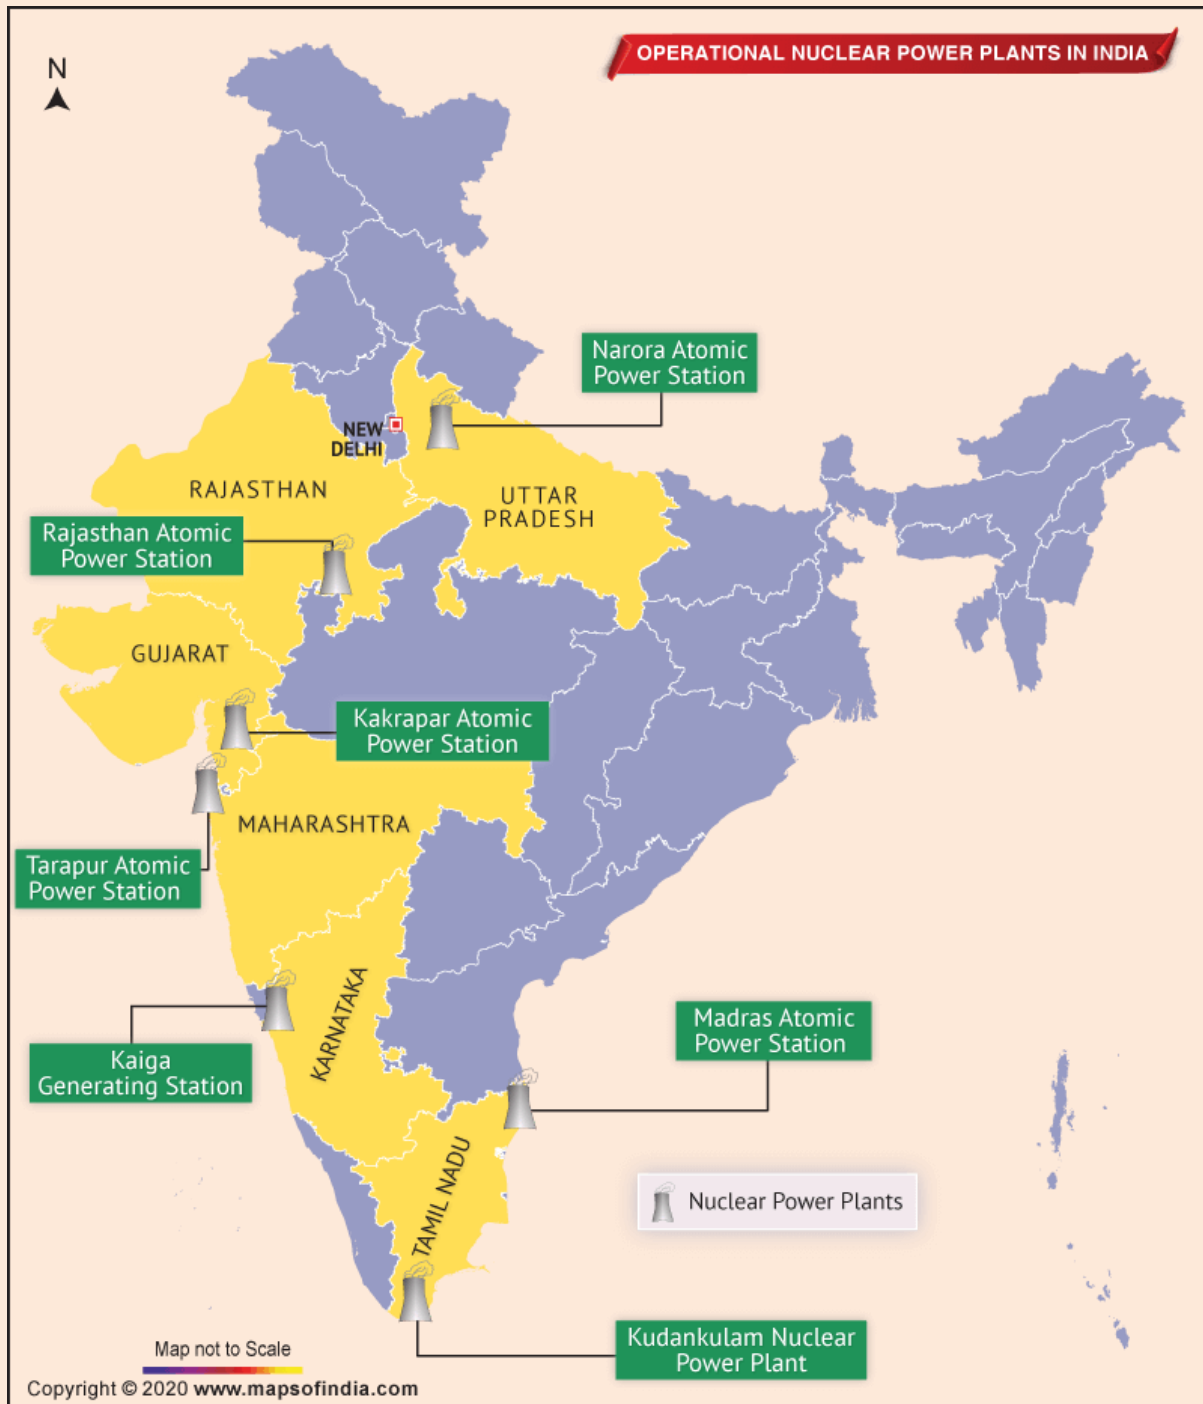 OPERATIONAL NUCLEAR POWER PLANTS IN INDIA
N
Narora Atomic
Power Station
NEW
DELHI
RAJASTHAN
UTTAR
PRADESH
Rajasthan Atomic
Power Station
GUJARAT
Kakrapar Atomic
Power Station
MAHARASHTRA
Tarapur Atomic
Power Station
KARNATAKA
Madras Atomic
Power Station
Kaiga
Generating Station
TAMIL NADU
Nuclear Power Plants
Kudankulam Nuclear
Power Plant
Map not to Scale
Copyright © 2020 www.mapsofindia.com